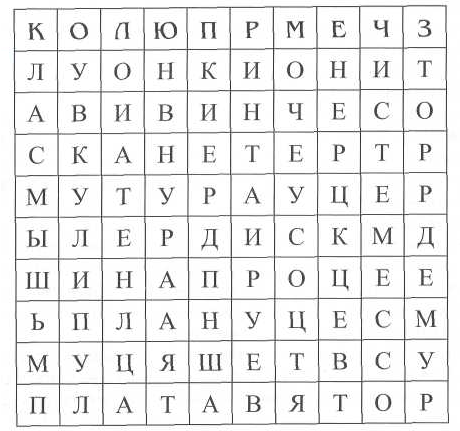 К О Л Ю П Р М Е Ч З
Л У О Н К И О Н И Т
А В И В И Н Ч Е С О
С К А Н Е Т Е Р Т Р
М У Т У Р А У Ц Е Р
Ы Л Е Р Д И С К М Д
Ш И Н А П Р О Ц Е Е
Ь П Л А Н У Ц Е С М
М У Ц Я Ш Е Т В С У
П Л А Т А В Я Т О Р